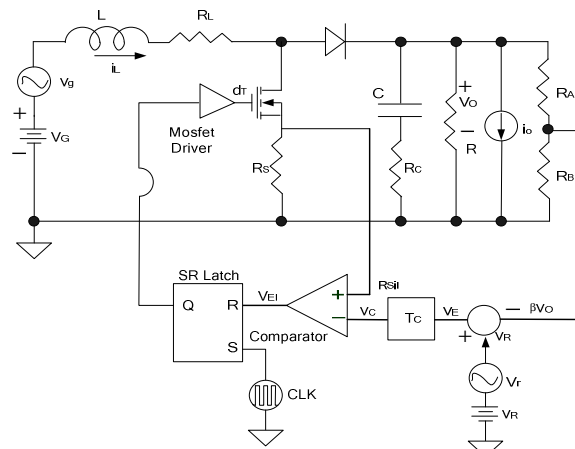 L
RL
iL
vg
+
VG
−
dT
Mosfet
Driver
RS
C
RC
+
VO
−
R
io
RA
RB
SR Latch
Q
R
S
VEI
+
−
Comparator
RSiI
VC
TC
VE
−
+
βVO
VR
Vr
VR
CLK